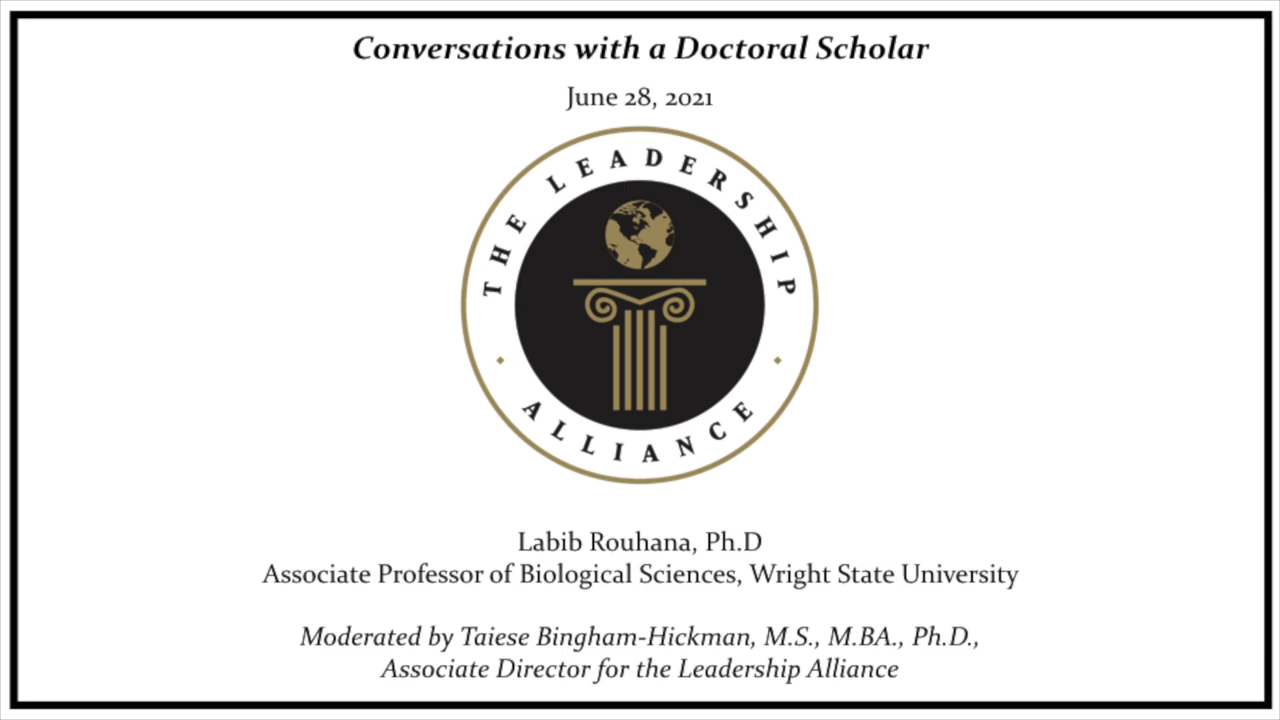 Conversations with a Doctoral Scholar
June 28, 2021
THE LEADERSHIP
ALLIANCE
Labib Rouhana, Ph.D
Associate Professor of Biological Sciences, Wright State University
Moderated by Taiese Bingham-Hickman, M.S., M.BA., Ph.D.,
Associate Director for the Leadership Alliance